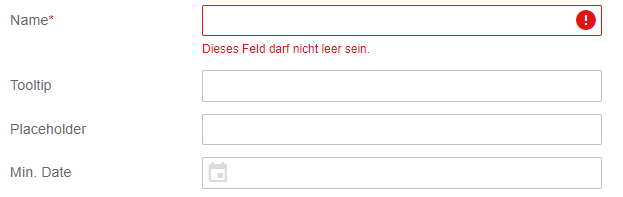 Name*
Dieses Feld darf nicht leer sein.
Tooltip
Placeholder
Min. Date